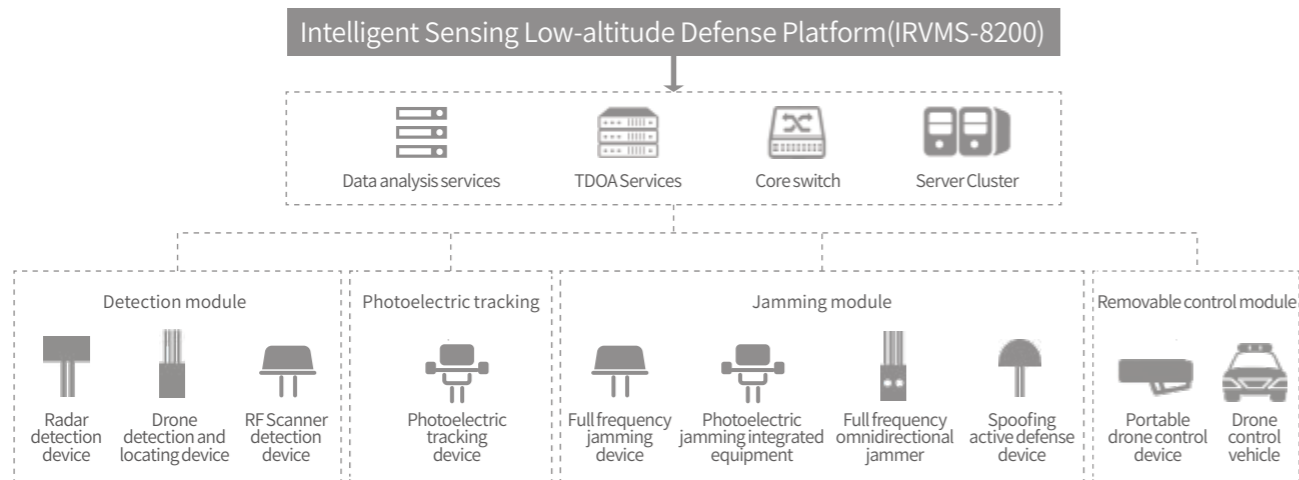 Intelligent Sensing Low-altitude Defense Platform(IRVMS-8200)
Data analysis services
TDOA Services
Core switch
Server Cluster
Detection module
Radar
detection
device
Drone
detection and
locating device
RF Scanner
detection
device
Photoelectric tracking
Photoelectric
tracking
device
Jamming module
Full frequency
jamming
device
Photoelectric
jamming integrated
equipment
Full frequency
omnidirectional
jammer
Spoofing
active defense
device
Removable control module
Portable
drone control
device
Drone
control
vehicle